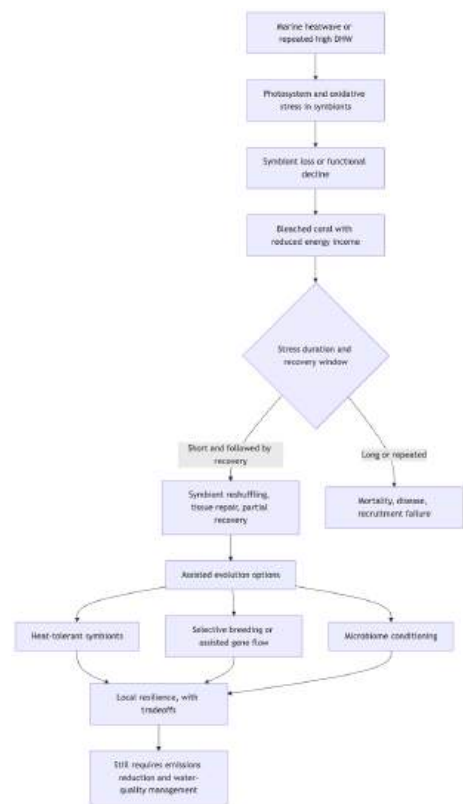 Marine heatwave or
repeated high DHW
Photosystem and oxidative
stress in symbionts
Symbiont loss or functional
decline
Bleached coral with
reduced energy income
Stress duration and
recovery window
Short and followed by
recovery
Long or repeated
Symbiont reshuffling,
tissue repair, partial
recovery
Mortality, disease,
recruitment failure
Assisted evolution options
Heat-tolerant symbionts
Selective breeding or
assisted gene flow
Microbiome conditioning
Local resilience, with
tradeoffs
Still requires emissions
reduction and water-
quality management